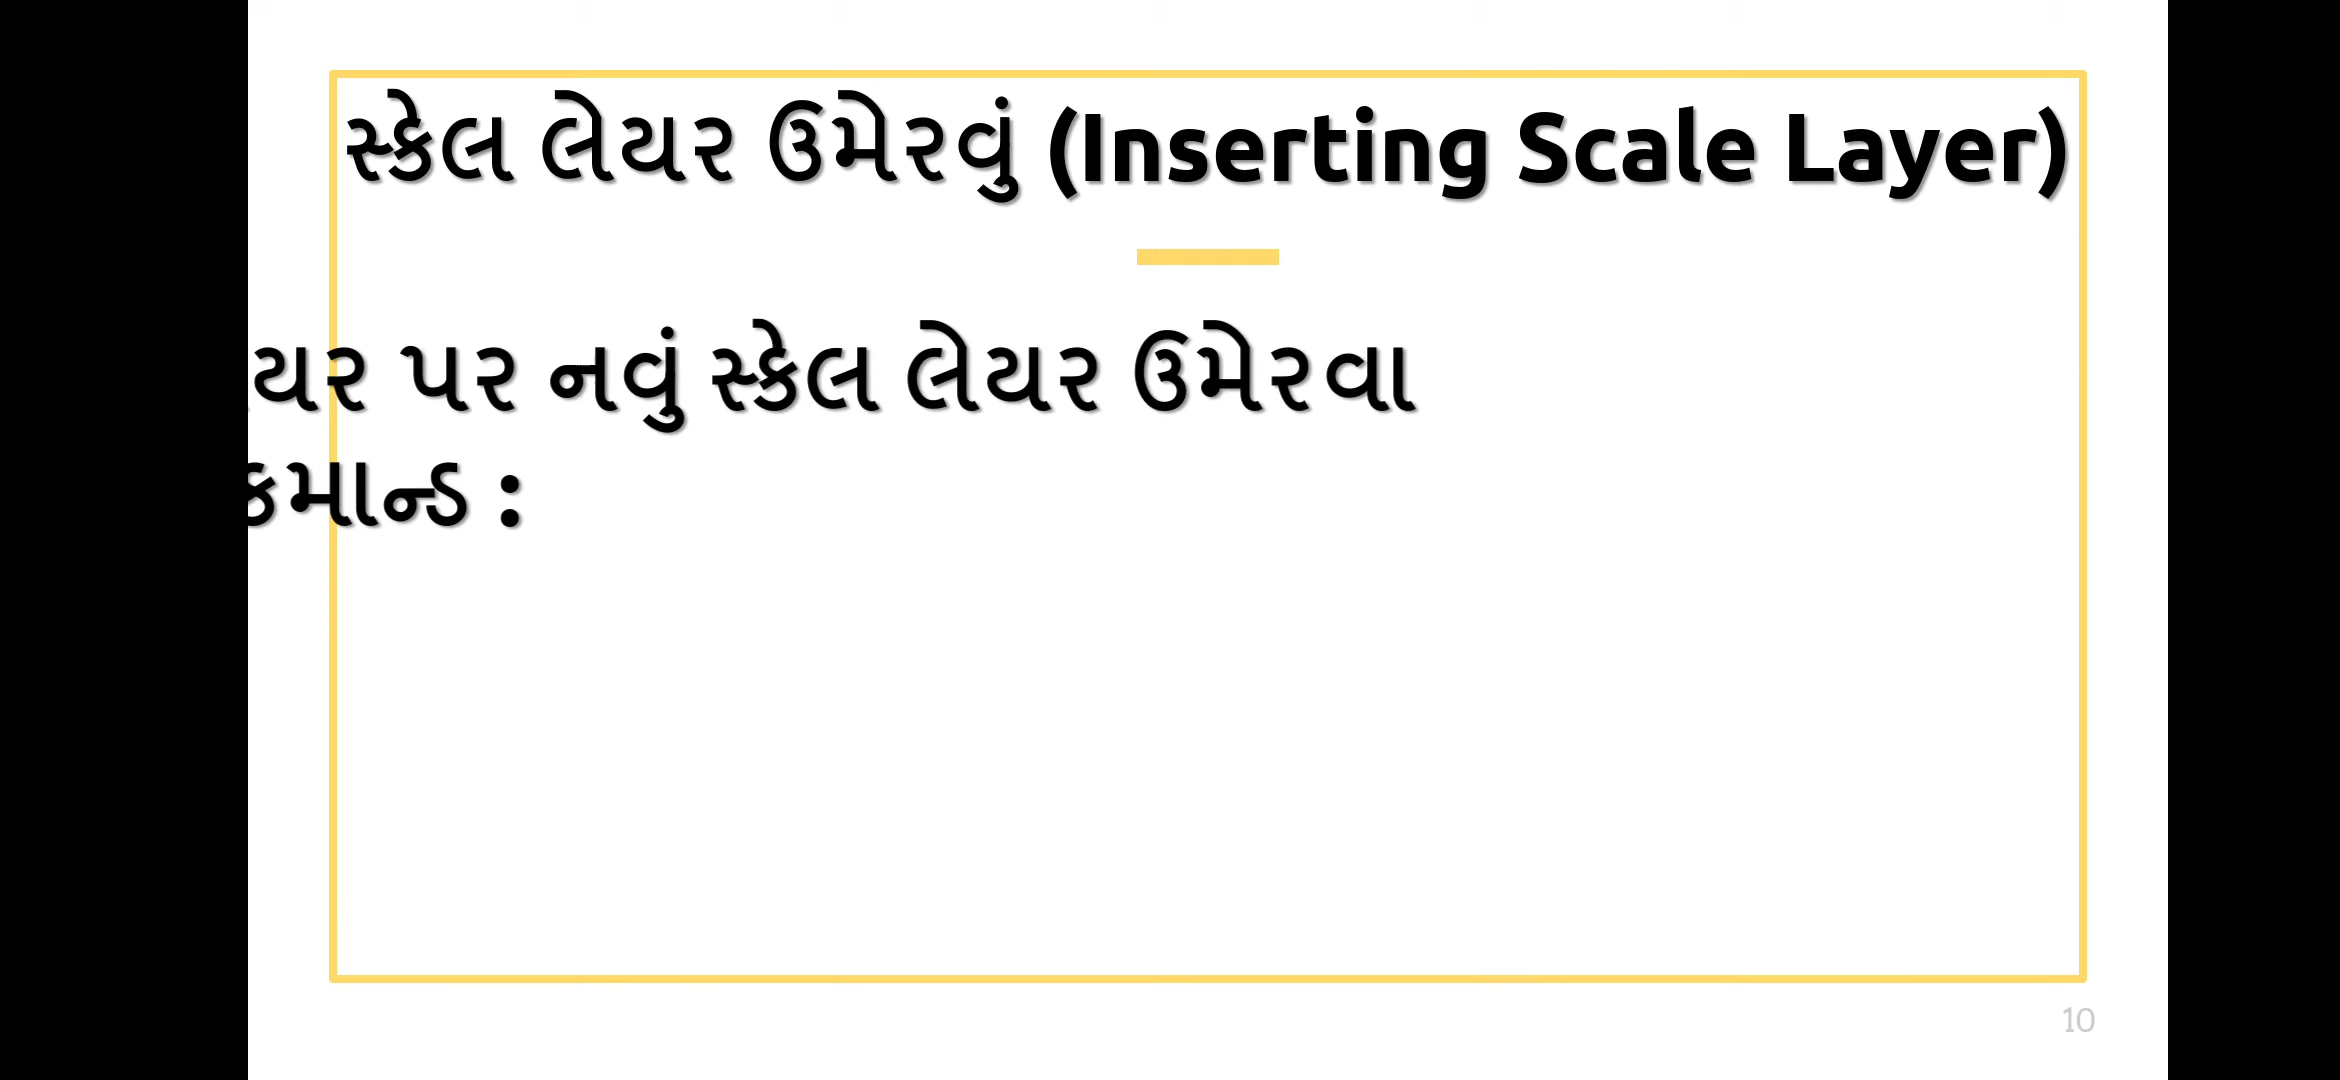 સ્કેલ લેયર ઉમેરવું (Inserting Scale Layer)
યર પર નવું સ્કેલ લેયર ઉમેરવા
કમાન્ડ :
10